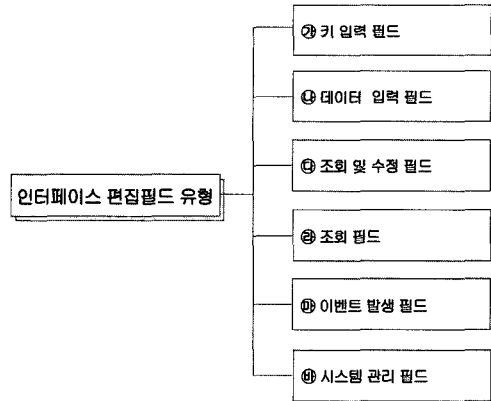 ㉮ 키 입력 필드
㉯ 데이터 입력 필드
㉰ 조회 및 수정 필드
인터페이스 편집필드 유형
㉱ 조회 필드
㉲ 이벤트 발생 필드
㉳ 시스템 관리 필드